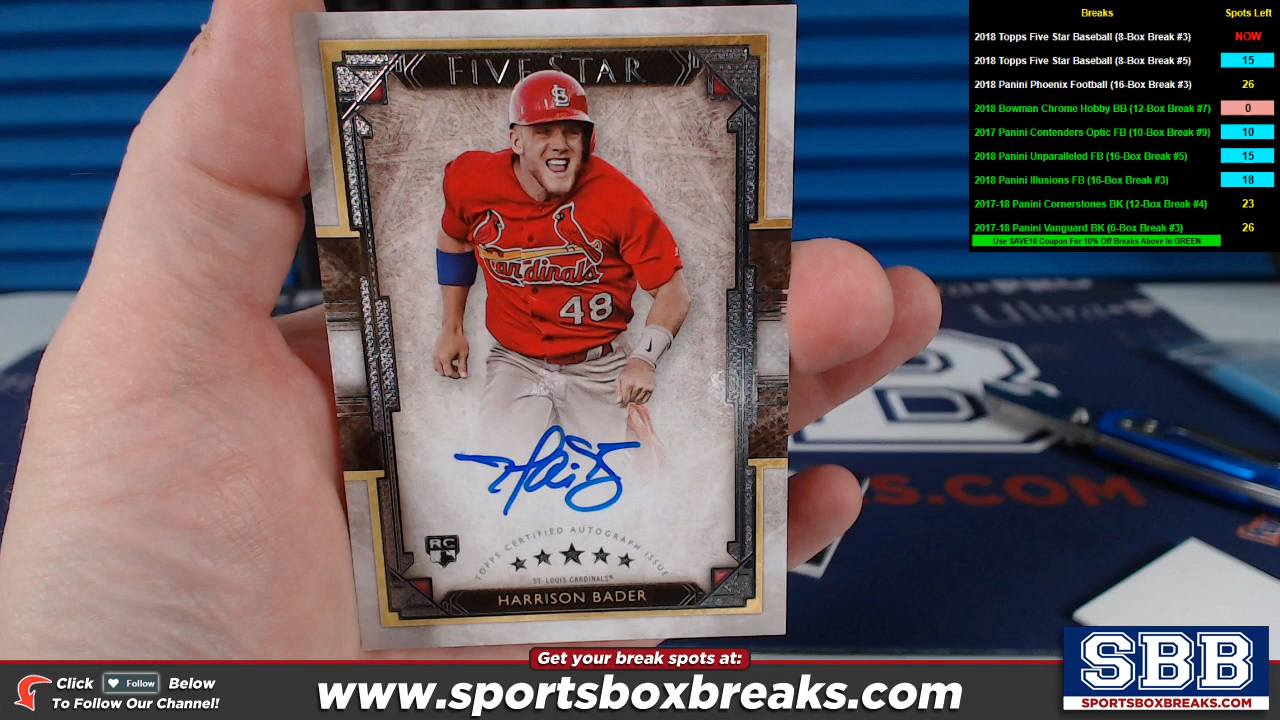 FIVE STAR
Cardinals
48
RC
TOPPS CERTIFIED AUTOGRAPH ISSUE
ST. LOUIS CARDINALS®
HARRISON BADER
Breaks Spots Left
2018 Topps Five Star Baseball (8-Box Break #3) NOW
2018 Topps Five Star Baseball (8-Box Break #5) 15
2018 Panini Phoenix Football (16-Box Break #3) 26
2018 Bowman Chrome Hobby BB (12-Box Break #7) 0
2017 Panini Contenders Optic FB (10-Box Break #9) 10
2018 Panini Unparalleled FB (16-Box Break #5) 15
2018 Panini Illusions FB (16-Box Break #3) 18
2017-18 Panini Cornerstones BK (12-Box Break #4) 23
2017-18 Panini Vanguard BK (6-Box Break #3) 26
Use SAVE10 Coupon For 10% Off Breaks Above In GREEN
S.COM
Get your break spots at:
Click Follow Below
To Follow Our Channel!
www.sportsboxbreaks.com
SBB
SPORTSBOXBREAKS.COM